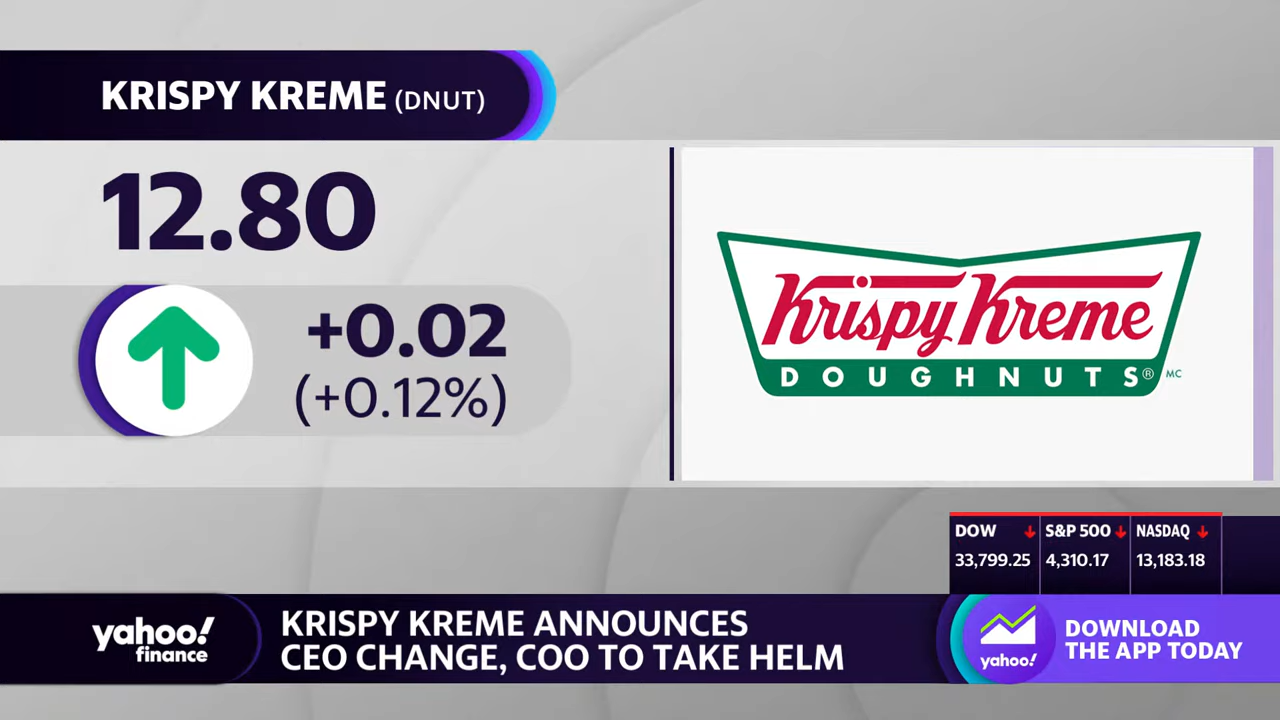 KRISPY KREME (DNUT)
12.80
+0.02
(+0.12%)
Krispy Kreme
DOUGHNUTS® MC
DOW
33,799.25
S&P 500
4,310.17
NASDAQ
13,183.18
yahoo!
finance
KRISPY KREME ANNOUNCES
CEO CHANGE, COO TO TAKE HELM
yahoo!
DOWNLOAD
THE APP TODAY